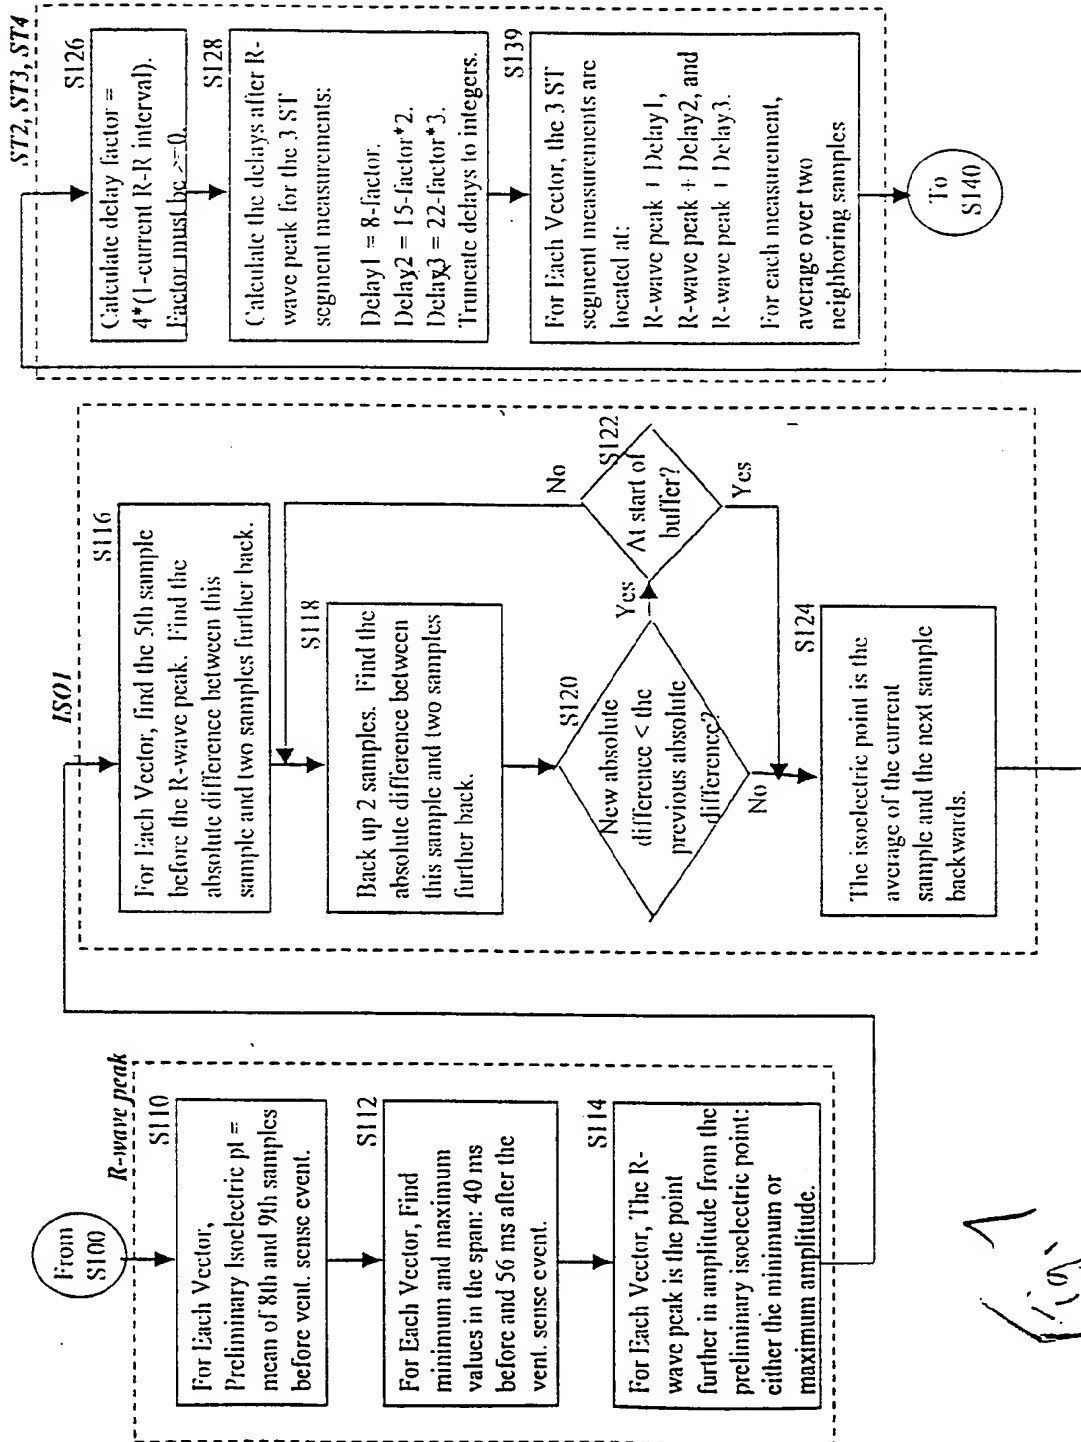 From
S100
R-wave peak
S110
For Each Vector,
Preliminary Isoelectric pt =
mean of 8th and 9th samples
before vent. sense event.
S112
For Each Vector, Find
minimum and maximum
values in the span: 40 ms
before and 56 ms after the
vent. sense event.
S114
For Each Vector, The R-
wave peak is the point
further in amplitude from the
preliminary isoelectric point:
either the minimum or
maximum amplitude.
ISO1
S116
For Each Vector, find the 5th sample
before the R-wave peak. Find the
absolute difference between this
sample and two samples further back.
S118
Back up 2 samples. Find the
absolute difference between
this sample and two samples
further back.
S120
New absolute
difference < the
previous absolute
difference?
Yes
No
S122
At start of
buffer?
No
Yes
S124
The isoelectric point is the
average of the current
sample and the next sample
backwards.
ST2, ST3, ST4
S126
Calculate delay factor =
4*(1-current R-R interval).
Factor must be >=0.
S128
Calculate the delays after R-
wave peak for the 3 ST
segment measurements:
Delay1 = 8-factor.
Delay2 = 15-factor*2.
Delay3 = 22-factor*3.
Truncate delays to integers.
S139
For Each Vector, the 3 ST
segment measurements are
located at:
R-wave peak + Delay1,
R-wave peak + Delay2, and
R-wave peak + Delay3.
For each measurement,
average over two
neighboring samples
To
S140